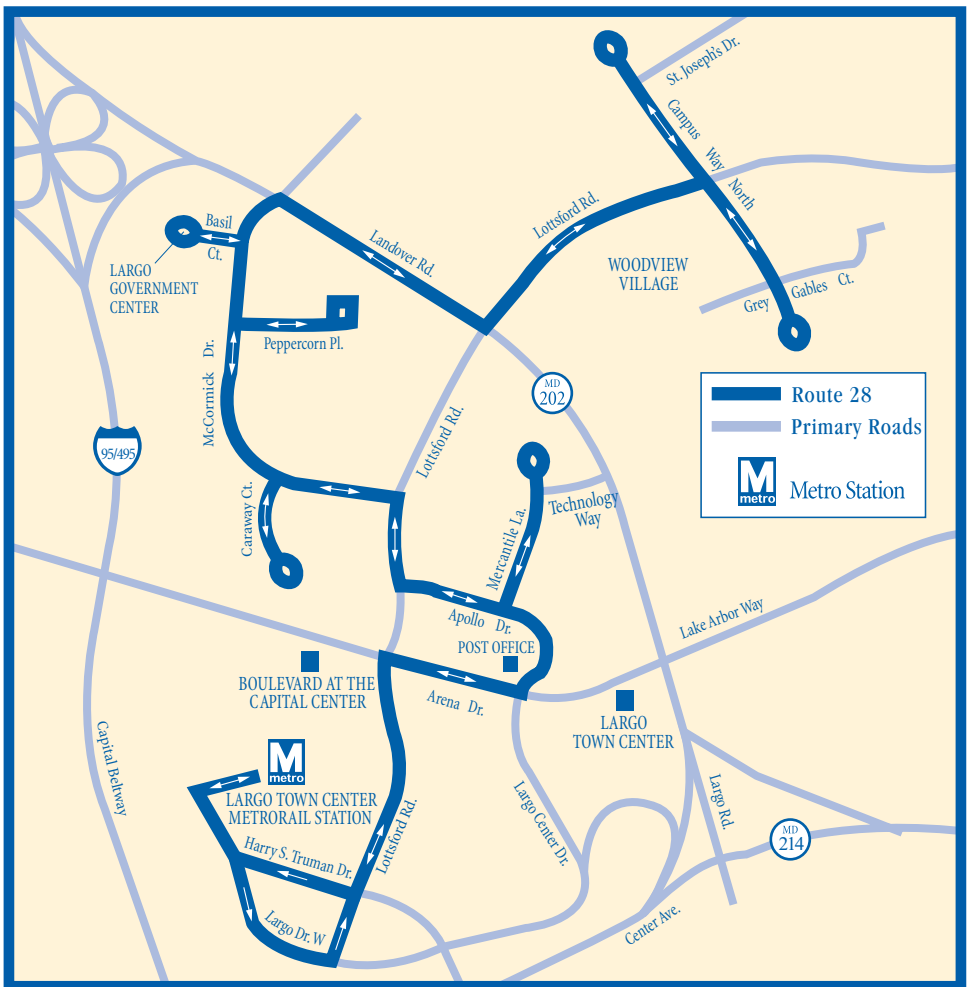 St. Joseph's Dr.
Campus Way North
Lottsford Rd.
Basil
Ct.
Landover Rd.
LARGO
GOVERNMENT
CENTER
WOODVIEW
VILLAGE
Grey Gables Ct.
Peppercorn Pl.
McCormick Dr.
MD
202
Route 28
Primary Roads
M
metro
Metro Station
Lottsford Rd.
95/495
Caraway Ct.
Technology
Way
Mercantile La.
Apollo Dr.
Lake Arbor Way
POST OFFICE
BOULEVARD AT THE
CAPITAL CENTER
Arena Dr.
LARGO
TOWN CENTER
Capital Beltway
M
metro
LARGO TOWN CENTER
METRORAIL STATION
Largo Rd.
Largo Center Dr.
Lottsford Rd.
MD
214
Harry S. Truman Dr.
Largo Dr. W
Center Ave.